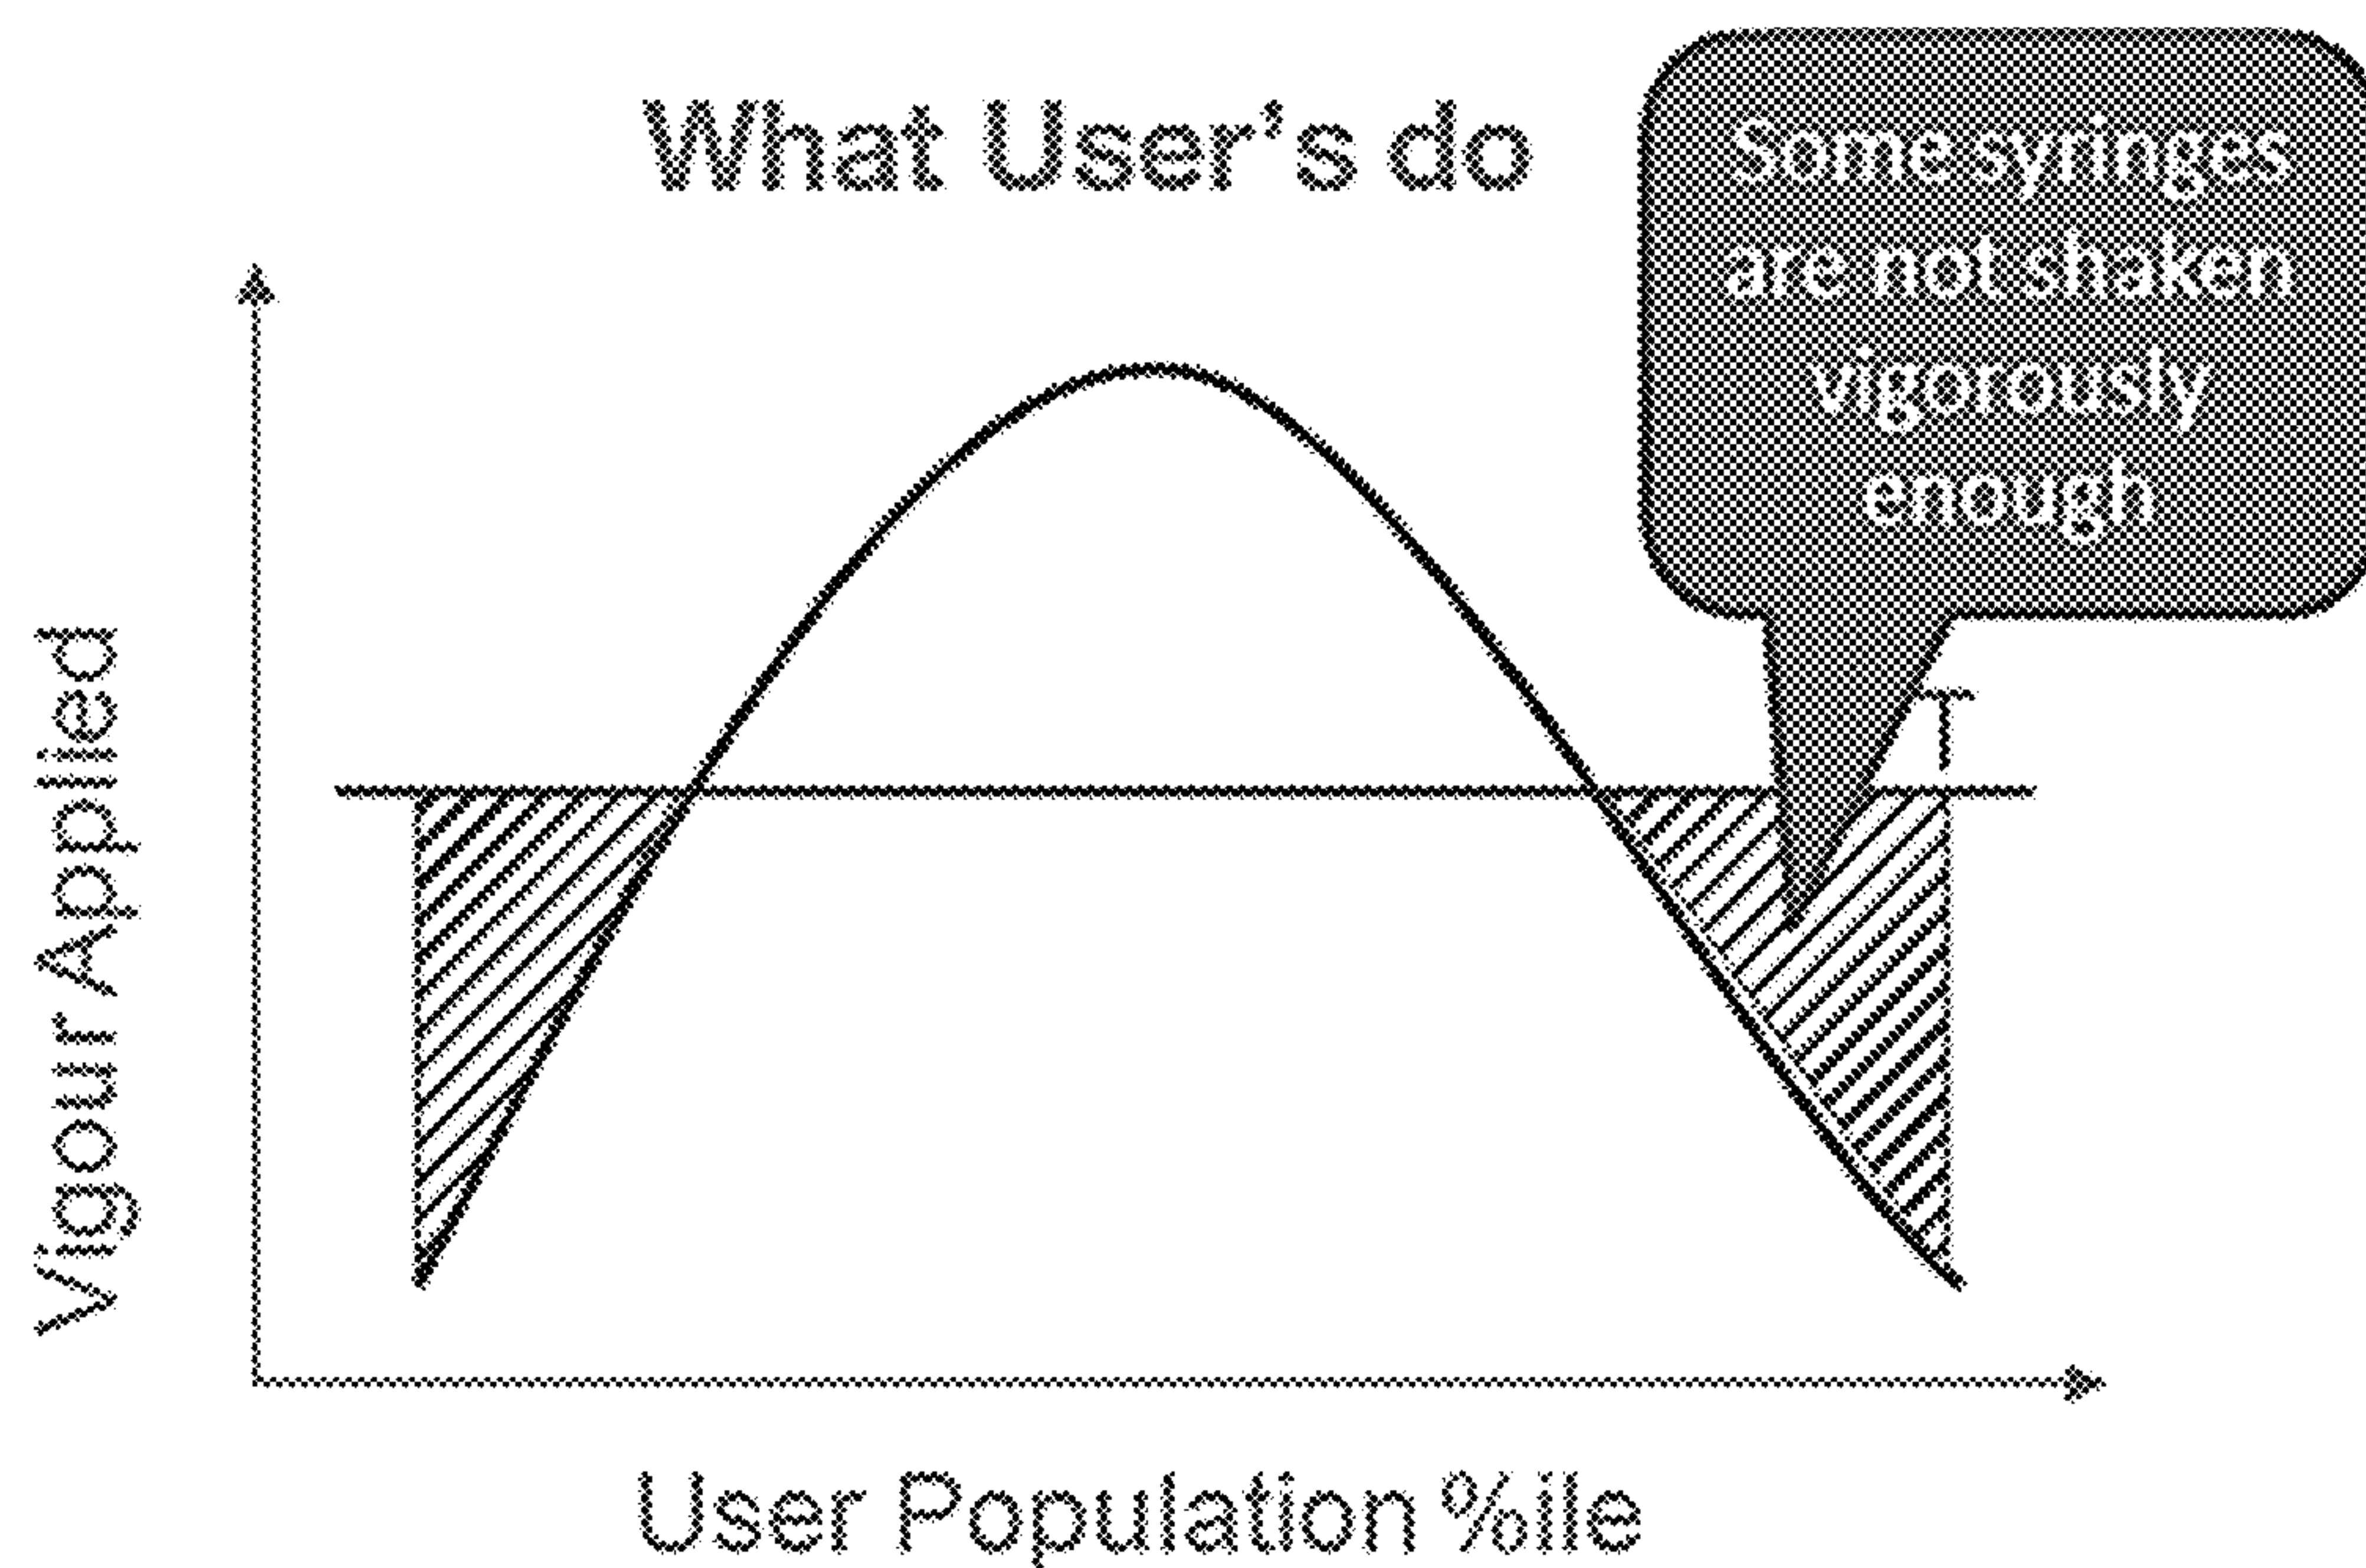 What User's do
Some syringes
are not shaken
vigorously
enough
T
Vigour Applied
User Population %ile